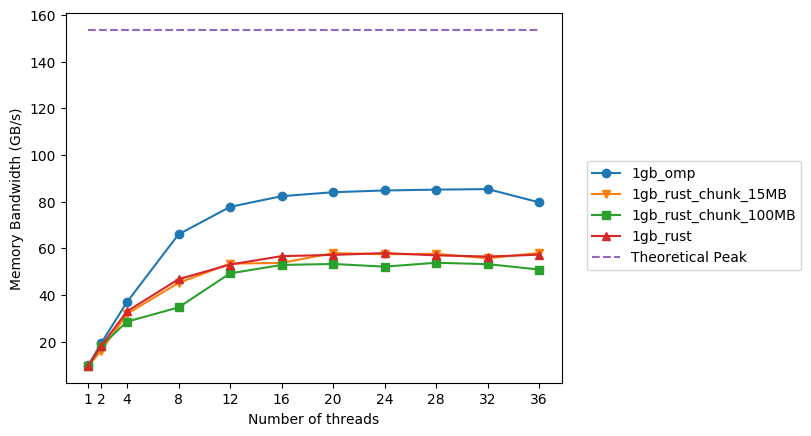 160
140
120
100
80
60
40
20
Memory Bandwidth (GB/s)
1 2 4 8 12 16 20 24 28 32 36
Number of threads
1gb_omp
1gb_rust_chunk_15MB
1gb_rust_chunk_100MB
1gb_rust
Theoretical Peak